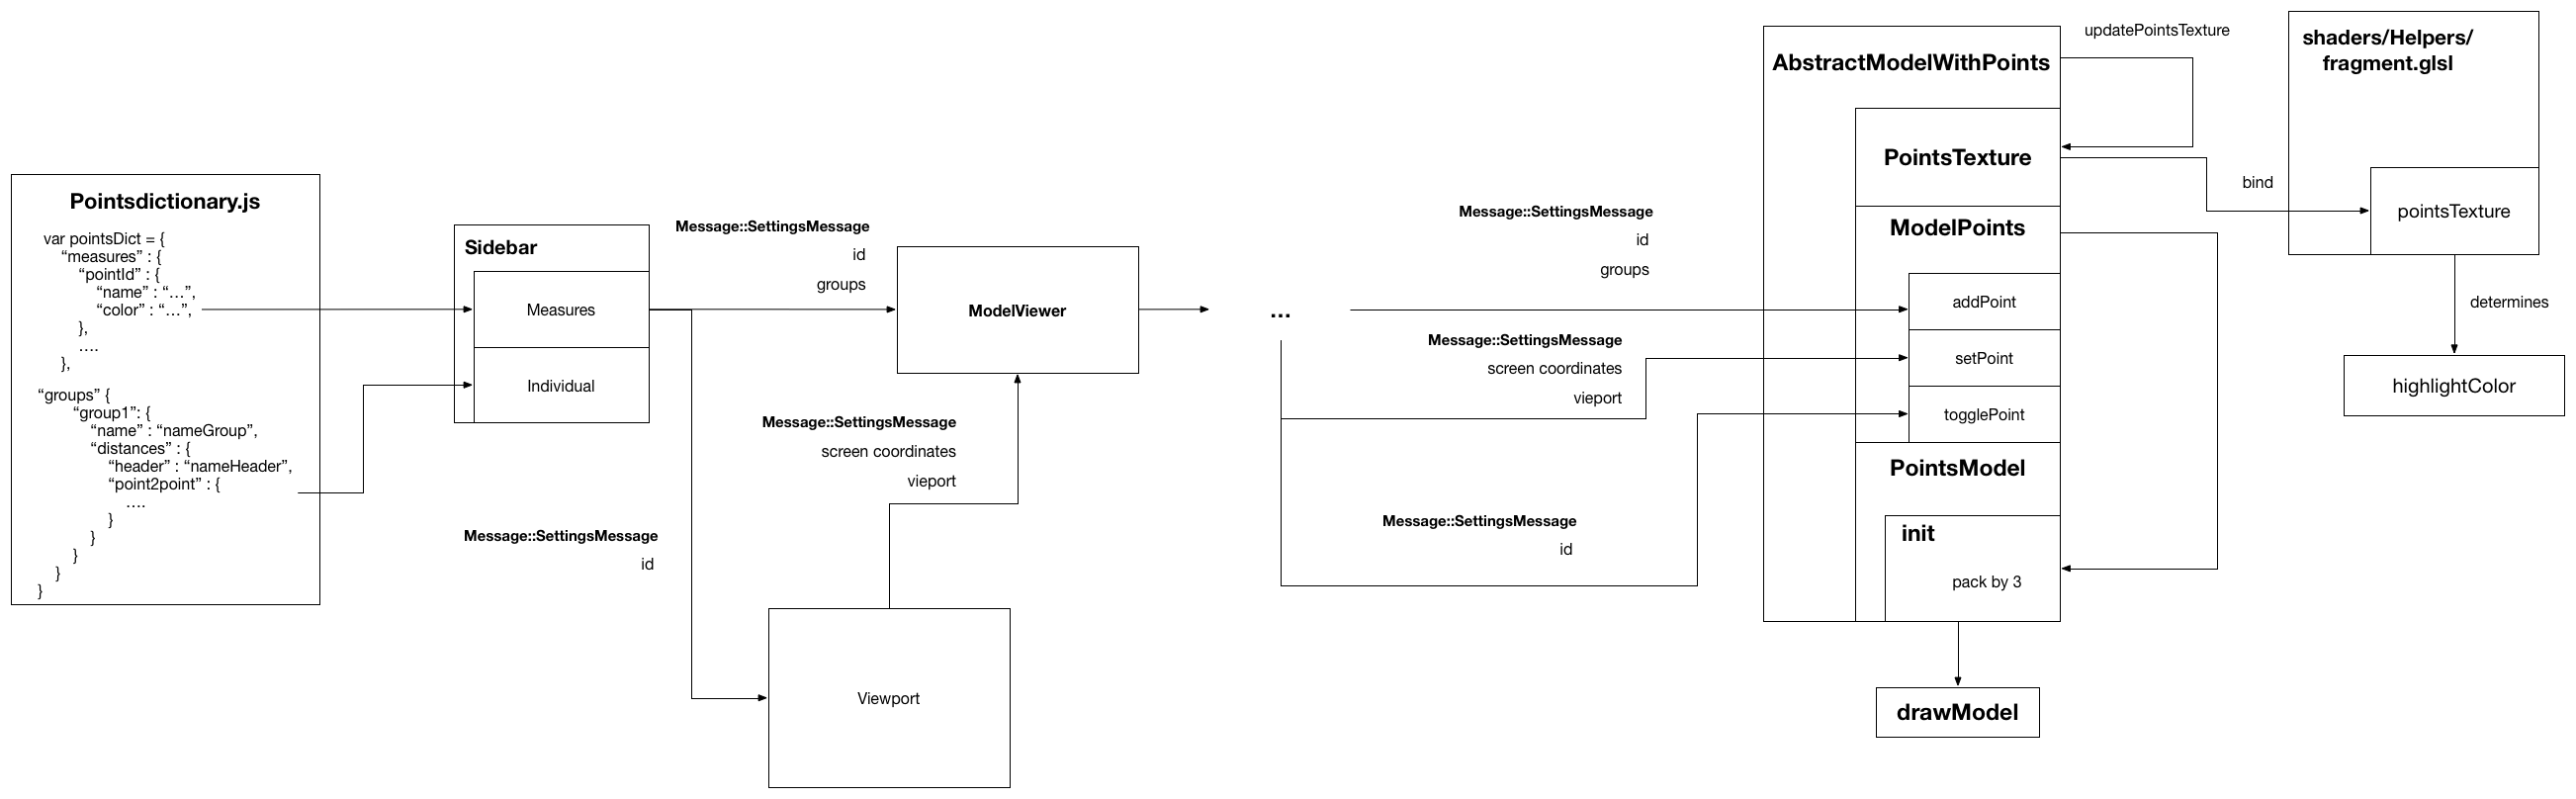 Pointsdictionary.js
var pointsDict = {
“measures” : {
“pointId” : {
“name” : “…”,
“color” : “…”,
},
….
},
“groups” {
“group1”: {
“name” : “nameGroup”,
“distances” : {
“header” : “nameHeader”,
“point2point” : {
….
}
}
}
}
}
Sidebar
Measures
Individual
Message::SettingsMessage
id
groups
Message::SettingsMessage
id
ModelViewer
Message::SettingsMessage
screen coordinates
vieport
Viewport
...
Message::SettingsMessage
id
groups
Message::SettingsMessage
screen coordinates
vieport
Message::SettingsMessage
id
AbstractModelWithPoints
PointsTexture
ModelPoints
addPoint
setPoint
togglePoint
PointsModel
init
pack by 3
drawModel
updatePointsTexture
bind
shaders/Helpers/
fragment.glsl
pointsTexture
determines
highlightColor